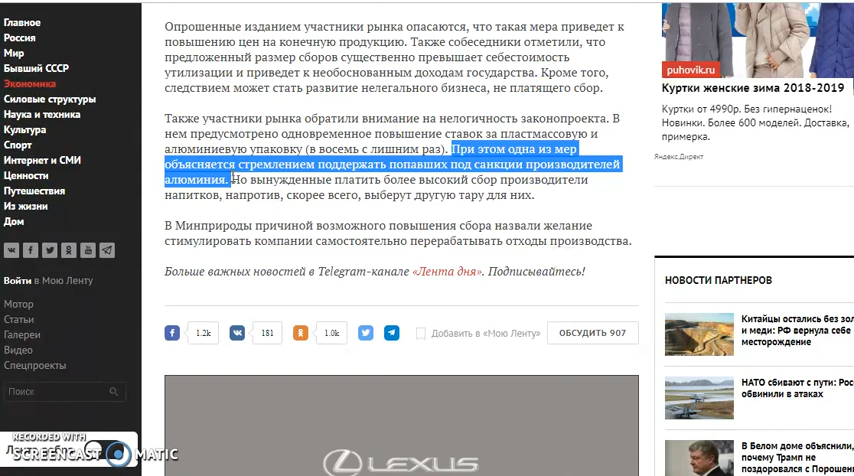 Главное
Россия
Мир
Бывший СССР
Экономика
Силовые структуры
Наука и техника
Культура
Спорт
Интернет и СМИ
Ценности
Путешествия
Из жизни
Дом
Войти в Мою Ленту
Мотор
Статьи
Галереи
Видео
Спецпроекты
Поиск
RECORDED WITH
SCREENCAST MATIC
Опрошенные изданием участники рынка опасаются, что такая мера приведет к
повышению цен на конечную продукцию. Также собеседники отметили, что
предложенный размер сборов существенно превышает себестоимость
утилизации и приведет к необоснованным доходам государства. Кроме того,
следствием может стать развитие нелегального бизнеса, не платящего сбор.
Также участники рынка обратили внимание на нелогичность законопроекта. В
нем предусмотрено одновременное повышение ставок за пластмассовую и
алюминиевую упаковку (в восемь с лишним раз). При этом одна из мер
объясняется стремлением поддержать попавших под санкции производителей
алюминия. Но вынужденные платить более высокий сбор производители
напитков, напротив, скорее всего, выберут другую тару для них.
В Минприроды причиной возможного повышения сбора назвали желание
стимулировать компании самостоятельно перерабатывать отходы производства.
Больше важных новостей в Telegram-канале «Лента дня». Подписывайтесь!
1.2k
181
1.0k
Добавить в «Мою Ленту»
ОБСУДИТЬ 907
LEXUS
puhovik.ru
Куртки женские зима 2018-2019
Куртки от 4990р. Без гипернаценок!
Новинки. Более 600 моделей. Доставка,
примерка.
Яндекс.Директ
НОВОСТИ ПАРТНЕРОВ
Китайцы остались без зол
и меди: РФ вернула себе
месторождение
НАТО сбивают с пути: Рос
обвинили в атаках
В Белом доме объяснили,
почему Трамп не
поздоровался с Порошен